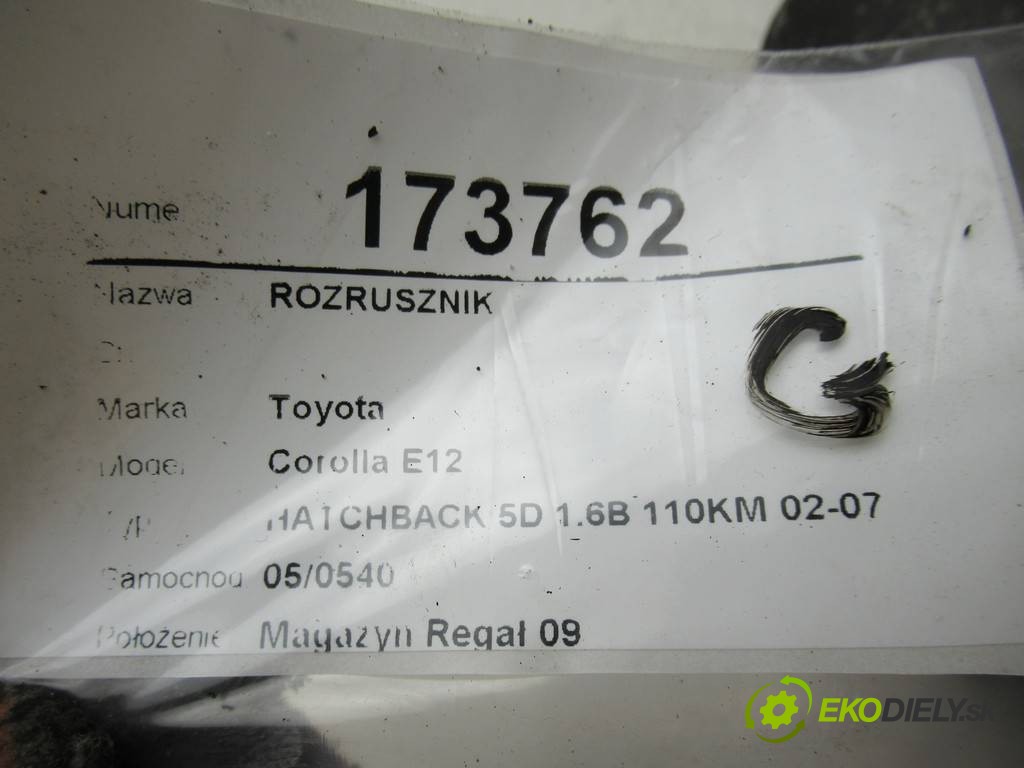 Nume 173762
Nazwa ROZRUSZNIK
G
Marka Toyota
Model Corolla E12
HATCHBACK 5D 1.6B 110KM 02-07
Samochod 05/0540
Położenie Magazyn Regał 09
EKODIELY.sk